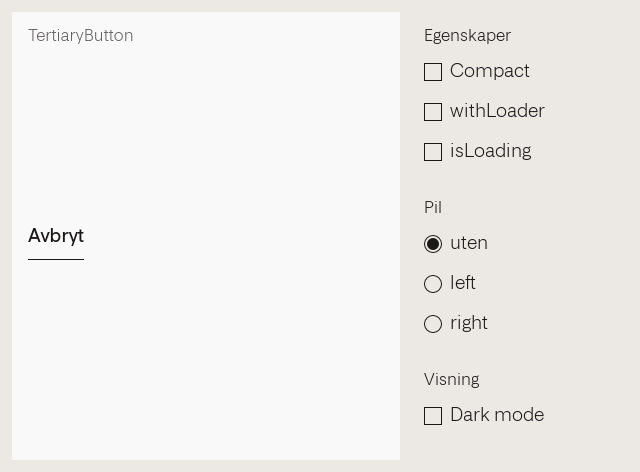 TertiaryButton
Avbryt
Egenskaper
Compact
withLoader
isLoading
Pil
uten
left
right
Visning
Dark mode